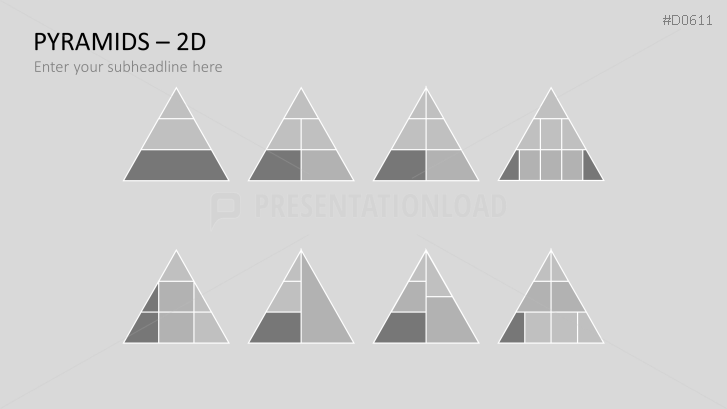 #D0611
PYRAMIDS – 2D
Enter your subheadline here
PRESENTATIONLOAD